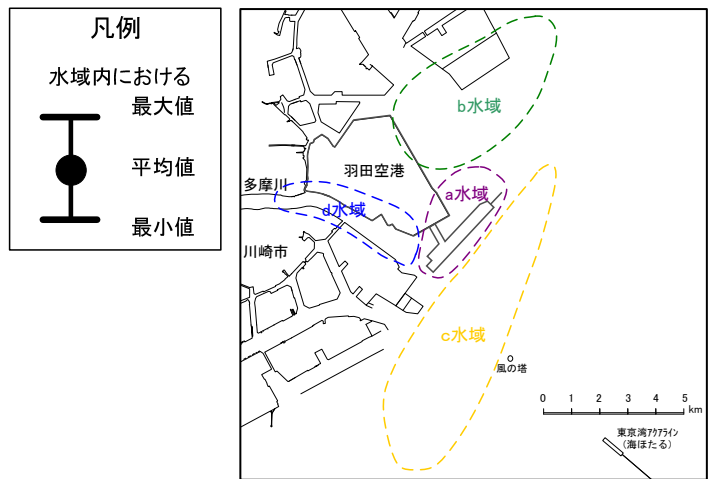 凡例
水域内における
最大値
平均値
最小値
b水域
羽田空港
多摩川
a水域
d水域
川崎市
c水域
風の塔
0 1 2 3 4 5
km
東京湾アクアライン
(海ほたる)